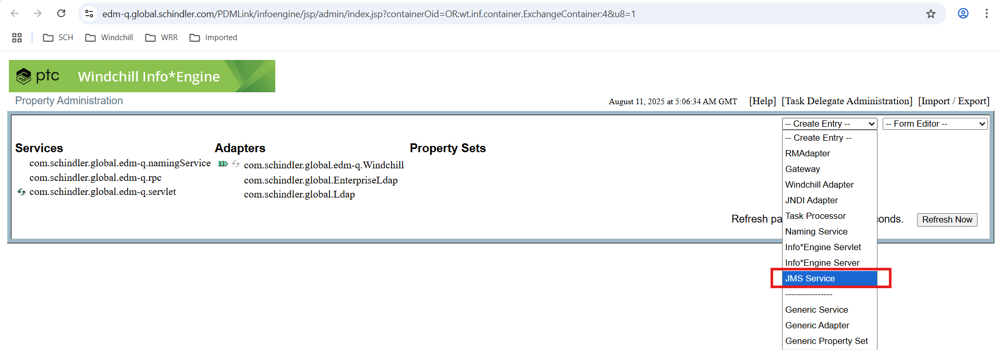 edm-q.global.schindler.com/PDMLink/infoengine/jsp/admin/index.jsp?containerOid=OR:wt.inf.container.ExchangeContainer:4&u8=1
SCH Windchill WRR Imported
ptc Windchill Info*Engine
Property Administration
August 11, 2025 at 5:06:34 AM GMT [Help] [Task Delegate Administration] [Import / Export]
-- Create Entry -- -- Form Editor --
Services Adapters Property Sets
com.schindler.global.edm-q.namingService com.schindler.global.edm-q.Windchill
com.schindler.global.edm-q.rpc com.schindler.global.EnterpriseLdap
com.schindler.global.edm-q.servlet com.schindler.global.Ldap
-- Create Entry --
RMAdapter
Gateway
Windchill Adapter
JNDI Adapter
Task Processor
Naming Service
Info*Engine Servlet
Info*Engine Server
JMS Service
----------------
Generic Service
Generic Adapter
Generic Property Set
Refresh pa conds. Refresh Now